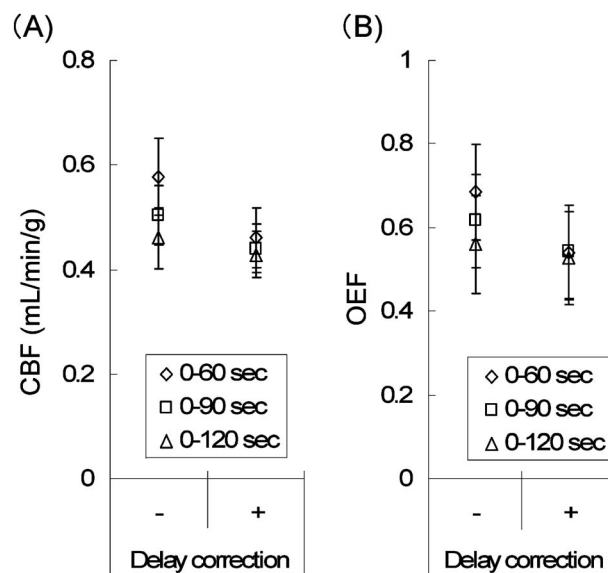 (A)
0.8
0.6
0.4
0.2
0
CBF (mL/min/g)
0-60 sec
0-90 sec
0-120 sec
- +
Delay correction
(B)
1
0.8
0.6
0.4
0.2
0
OEF
0-60 sec
0-90 sec
0-120 sec
- +
Delay correction